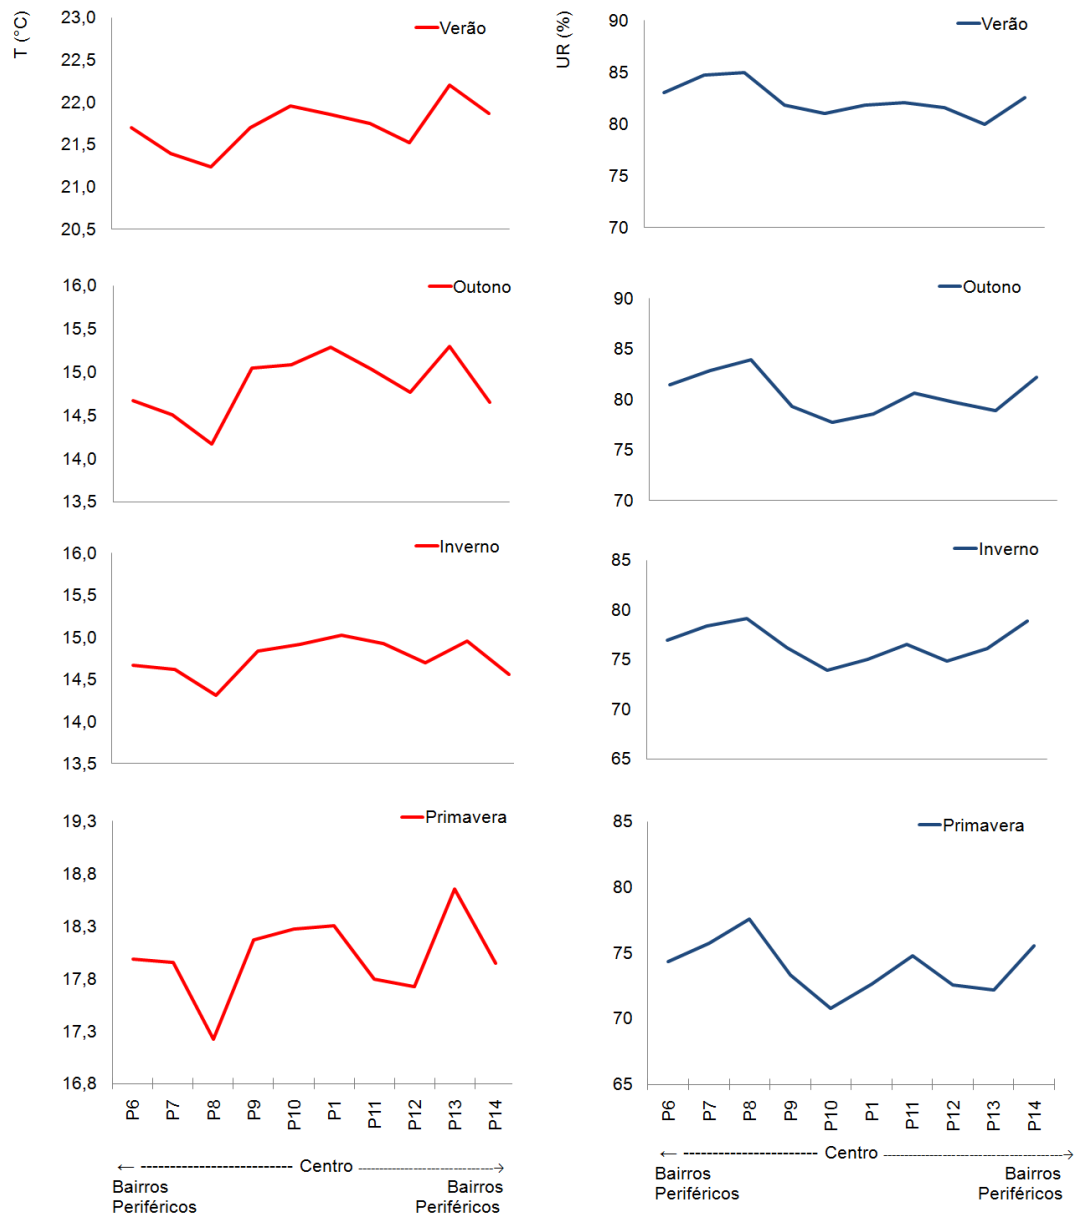 T (°C)
23,0
22,5
22,0
21,5
21,0
20,5
Verão
UR (%)
90
85
80
75
70
Verão
16,0
15,5
15,0
14,5
14,0
13,5
Outono
90
85
80
75
70
Outono
16,0
15,5
15,0
14,5
14,0
13,5
Inverno
85
80
75
70
65
Inverno
19,3
18,8
18,3
17,8
17,3
16,8
Primavera
P6 P7 P8 P9 P10 P1 P11 P12 P13 P14
← ------------------------- Centro ------------------------------→
Bairros
Periféricos
Bairros
Periféricos
85
80
75
70
65
Primavera
P6 P7 P8 P9 P10 P1 P11 P12 P13 P14
← ---------------------- Centro ---------------------------------------→
Bairros
Periféricos
Bairros
Periféricos